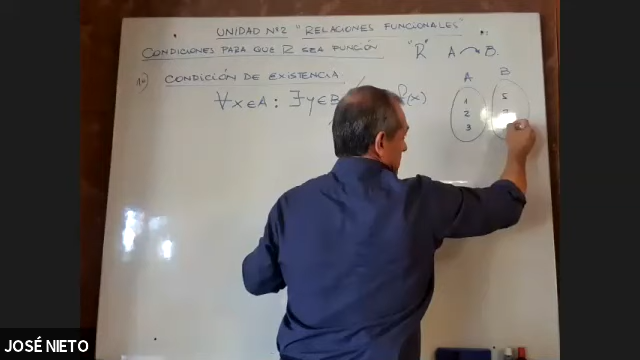 UNIDAD Nº2 "RELACIONES FUNCIONALES"
CONDICIONES PARA QUE R SEA FUNCIÓN
"R" A B.
1º) CONDICIÓN DE EXISTENCIA
∀x∈A : ∃y∈B (x)
A B
1 5
2
3
JOSÉ NIETO